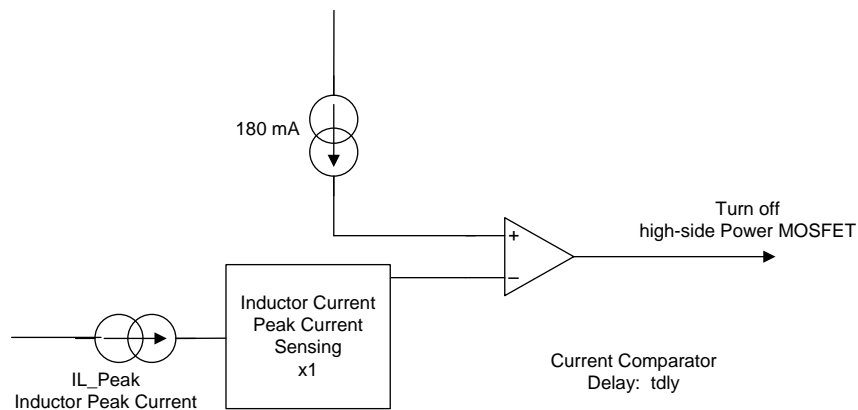 180 mA
Turn off
high-side Power MOSFET
+
−
Inductor Current
Peak Current
Sensing
x1
IL_Peak
Inductor Peak Current
Current Comparator
Delay: tdly